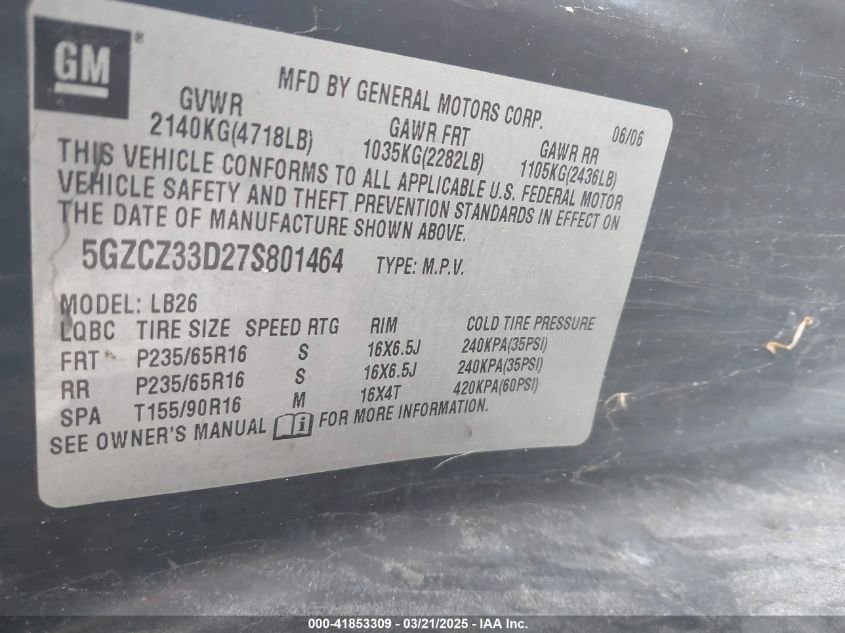 GM®
MFD BY GENERAL MOTORS CORP.
06/06
GVWR
GAWR FRT
GAWR RR
2140KG(4718LB)
1035KG(2282LB)
1105KG(2436LB)
THIS VEHICLE CONFORMS TO ALL APPLICABLE U.S. FEDERAL MOTOR
VEHICLE SAFETY AND THEFT PREVENTION STANDARDS IN EFFECT ON
THE DATE OF MANUFACTURE SHOWN ABOVE.
5GZCZ33D27S801464 TYPE: M.P.V.
MODEL: LB26
LQBC TIRE SIZE SPEED RTG RIM COLD TIRE PRESSURE
FRT P235/65R16 S 16X6.5J 240KPA(35PSI)
RR P235/65R16 S 16X6.5J 240KPA(35PSI)
SPA T155/90R16 M 16X4T 420KPA(60PSI)
SEE OWNER'S MANUAL i FOR MORE INFORMATION.
000-41853309 - 03/21/2025 - IAA Inc.